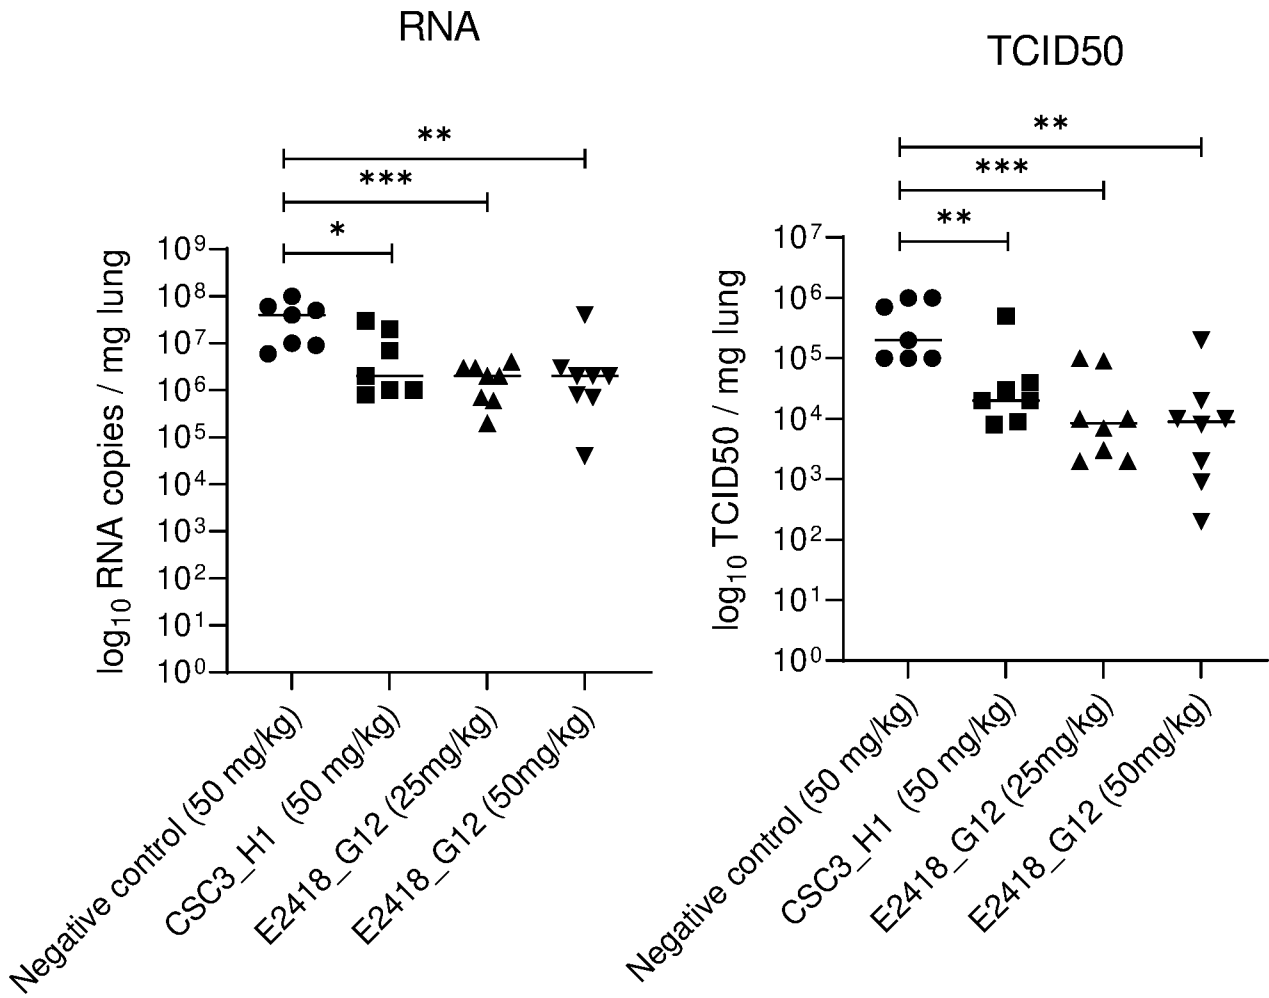 RNA
**
***
*
10⁹
10⁸
10⁷
10⁶
10⁵
10⁴
10³
10²
10¹
10⁰
log₁₀ RNA copies / mg lung
Negative control (50 mg/kg)
CSC3_H1 (50 mg/kg)
E2418_G12 (25mg/kg)
E2418_G12 (50mg/kg)
TCID50
**
***
**
10⁷
10⁶
10⁵
10⁴
10³
10²
10¹
10⁰
log₁₀ TCID50 / mg lung
Negative control (50 mg/kg)
CSC3_H1 (50 mg/kg)
E2418_G12 (25mg/kg)
E2418_G12 (50mg/kg)